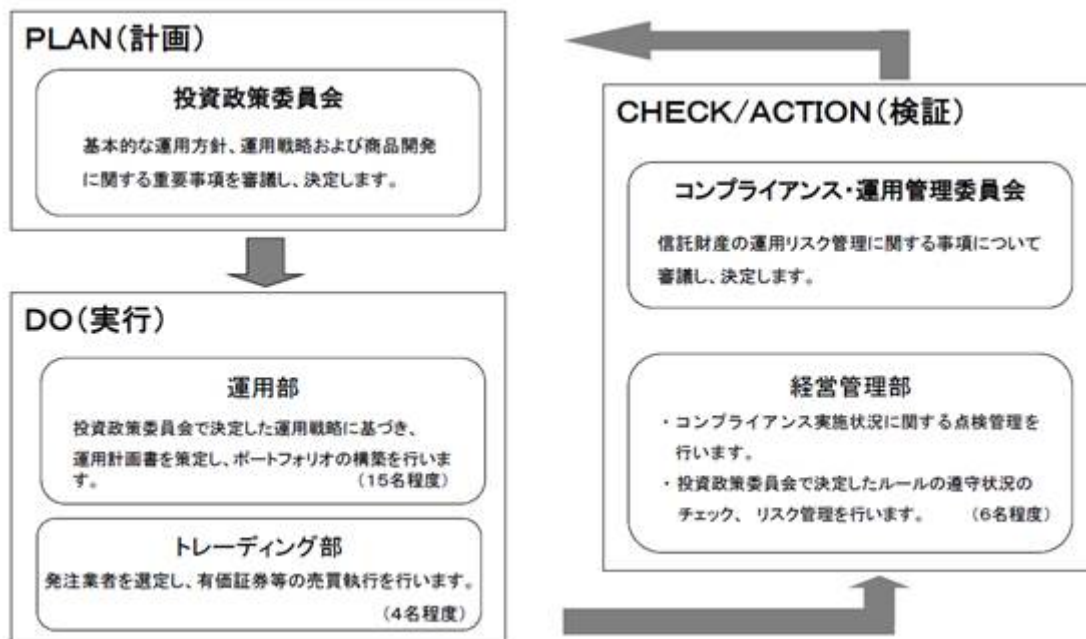 PLAN(計画)
投資政策委員会
基本的な運用方針、運用戦略および商品開発
に関する重要事項を審議し、決定します。
DO(実行)
運用部
投資政策委員会で決定した運用戦略に基づき、
運用計画書を策定し、ポートフォリオの構築を行いま
す。 (15名程度)
トレーディング部
発注業者を選定し、有価証券等の売買執行を行います。
(4名程度)
CHECK/ACTION(検証)
コンプライアンス・運用管理委員会
信託財産の運用リスク管理に関する事項について
審議し、決定します。
経営管理部
・コンプライアンス実施状況に関する点検管理を
行います。
・投資政策委員会で決定したルールの遵守状況の
チェック、 リスク管理を行います。 (6名程度)